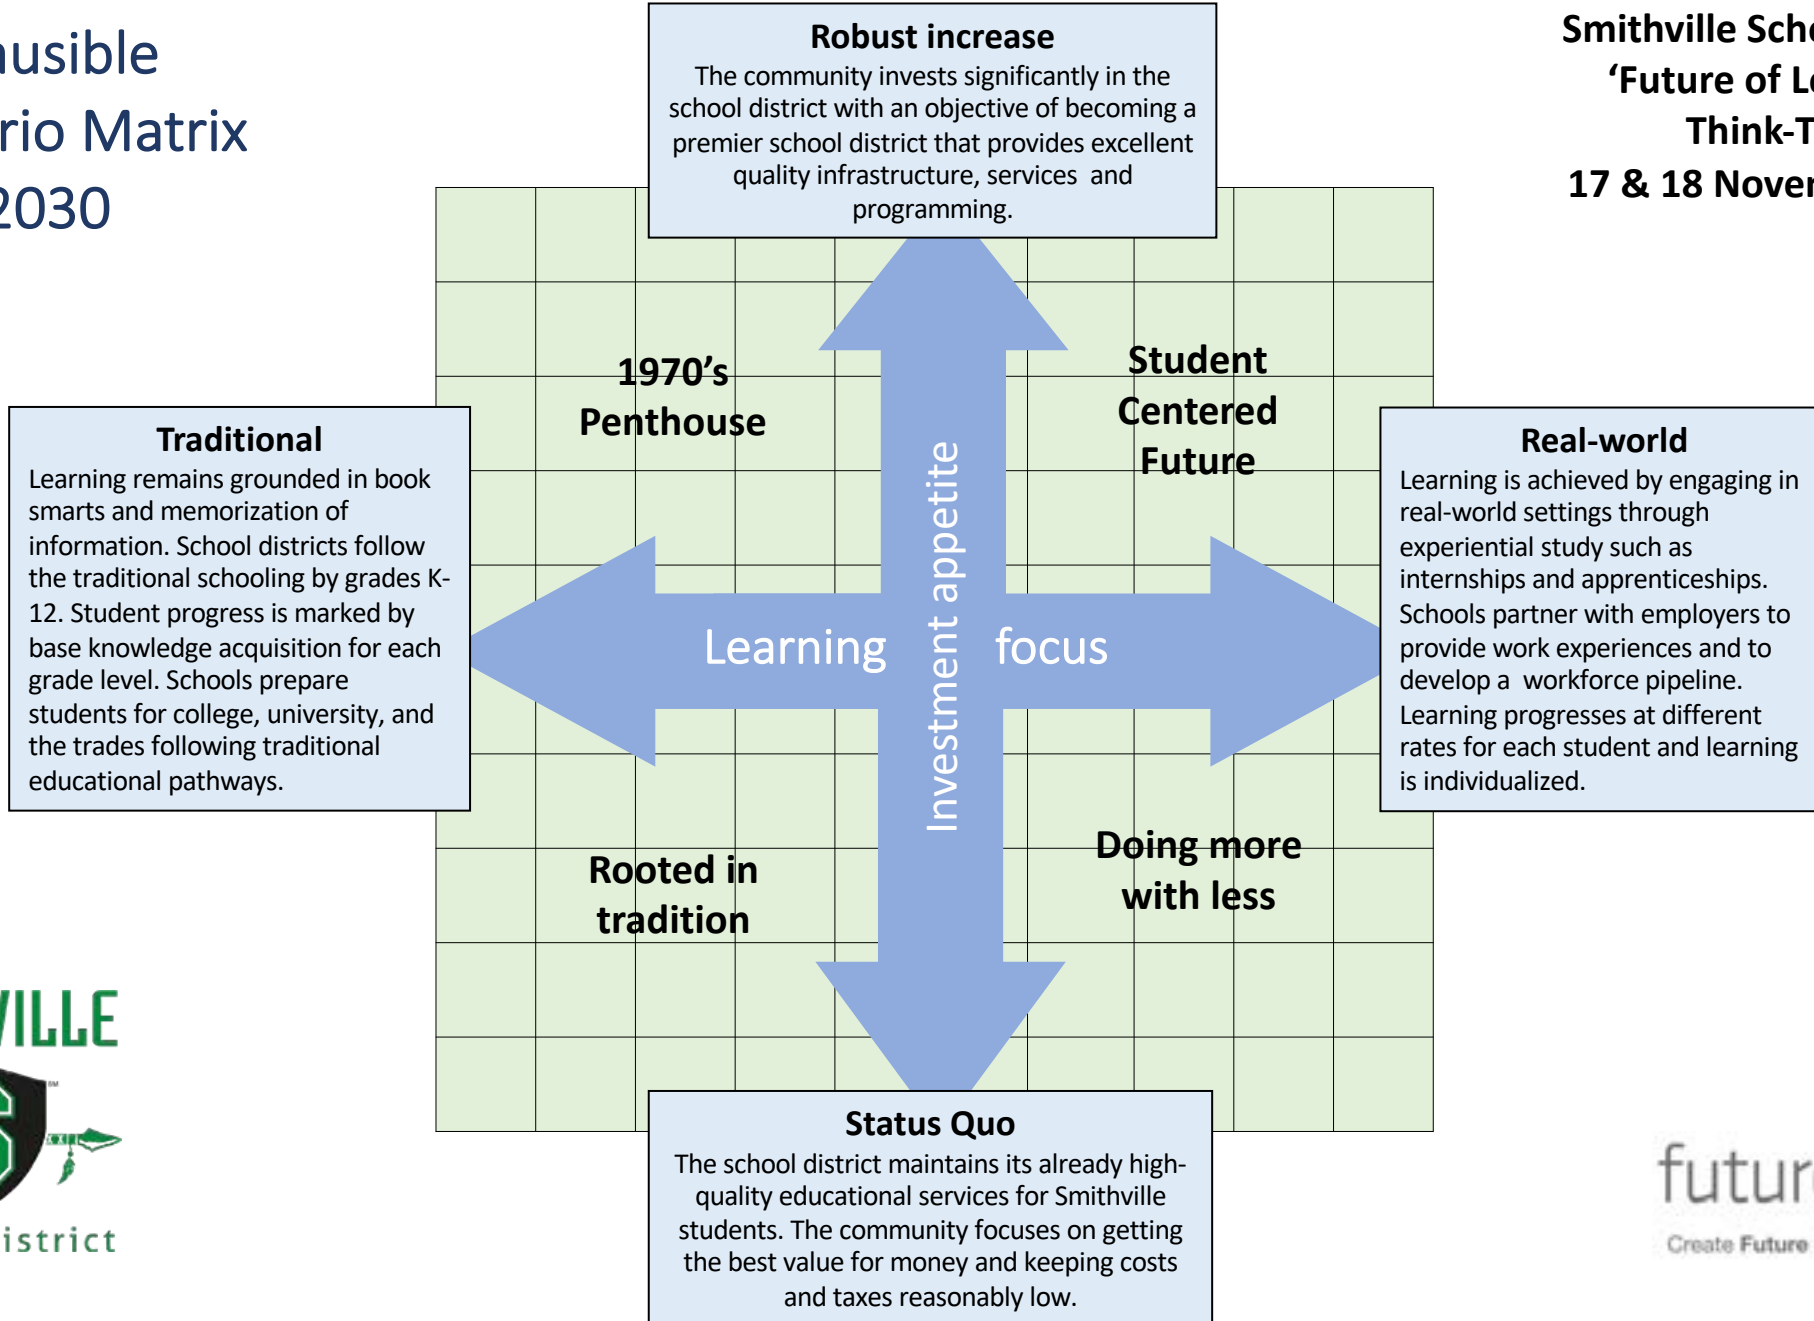 ausible
rio Matrix
2030
Smithville Scho
‘Future of Le
Think-T
17 & 18 Nover
Robust increase
The community invests significantly in the
school district with an objective of becoming a
premier school district that provides excellent
quality infrastructure, services and
programming.
1970’s
Penthouse
Student
Centered
Future
Traditional
Learning remains grounded in book
smarts and memorization of
information. School districts follow
the traditional schooling by grades K-
12. Student progress is marked by
base knowledge acquisition for each
grade level. Schools prepare
students for college, university, and
the trades following traditional
educational pathways.
Learning focus
Investment appetite
Real-world
Learning is achieved by engaging in
real-world settings through
experiential study such as
internships and apprenticeships.
Schools partner with employers to
provide work experiences and to
develop a workforce pipeline.
Learning progresses at different
rates for each student and learning
is individualized.
Rooted in
tradition
Doing more
with less
Status Quo
The school district maintains its already high-
quality educational services for Smithville
students. The community focuses on getting
the best value for money and keeping costs
and taxes reasonably low.
VILLE
S
istrict
futur
Create Future